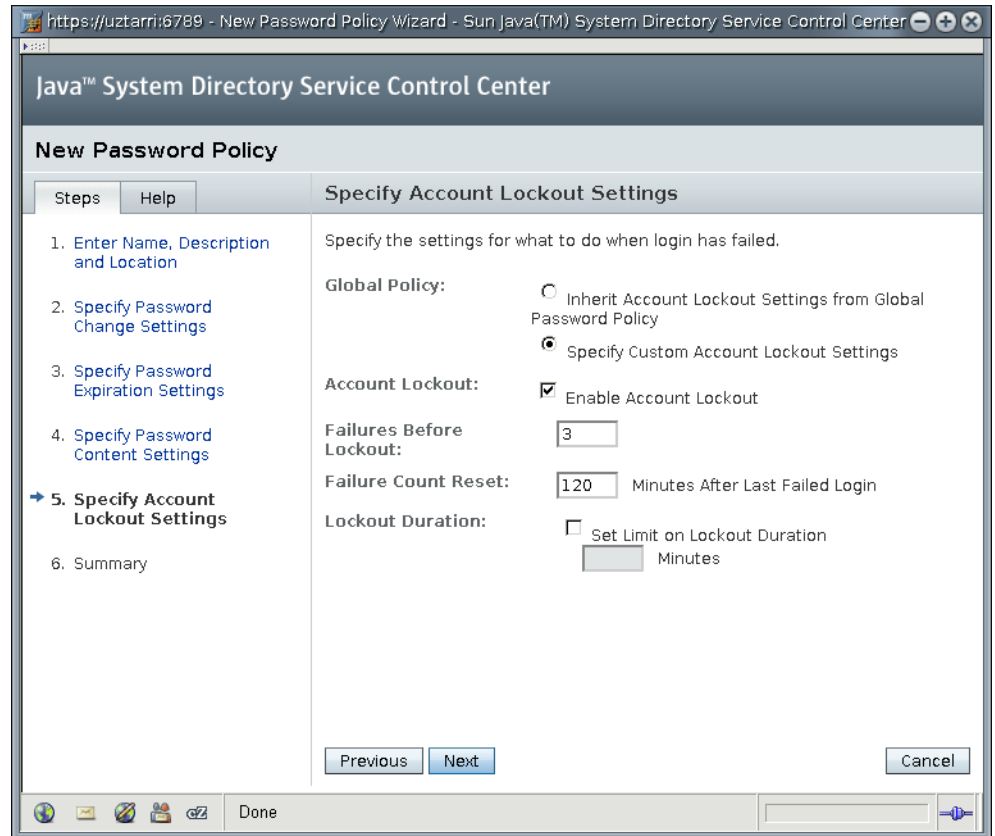 https://uztarri:6789 - New Password Policy Wizard - Sun Java(TM) System Directory Service Control Center
Java™ System Directory Service Control Center
New Password Policy
Steps
Help
1. Enter Name, Description
and Location
2. Specify Password
Change Settings
3. Specify Password
Expiration Settings
4. Specify Password
Content Settings
5. Specify Account
Lockout Settings
6. Summary
Specify Account Lockout Settings
Specify the settings for what to do when login has failed.
Global Policy:
Inherit Account Lockout Settings from Global
Password Policy
Specify Custom Account Lockout Settings
Account Lockout:
Enable Account Lockout
Failures Before
Lockout:
3
Failure Count Reset:
120 Minutes After Last Failed Login
Lockout Duration:
Set Limit on Lockout Duration
Minutes
Previous
Next
Cancel
Done